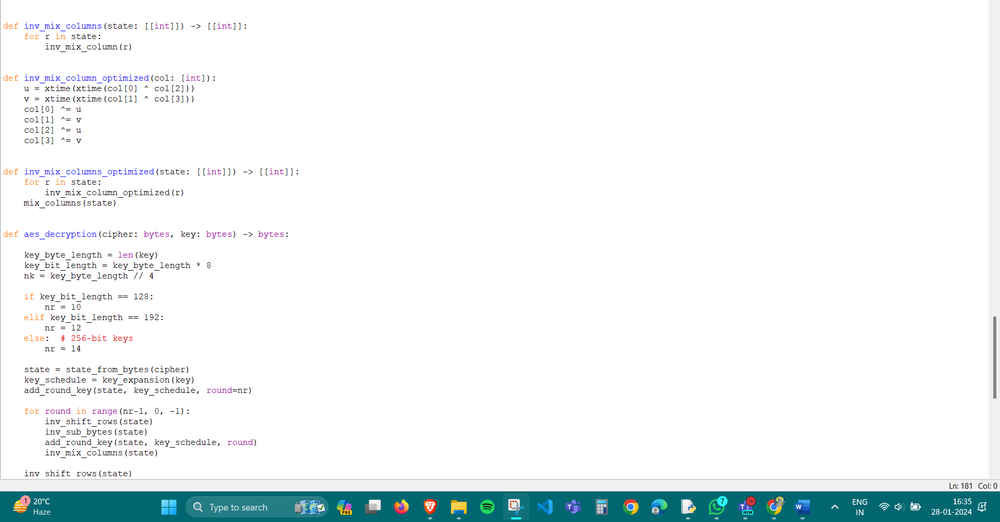 def inv_mix_columns(state: [[int]]) -> [[int]]:
    for r in state:
        inv_mix_column(r)
def inv_mix_column_optimized(col: [int]):
    u = xtime(xtime(col[0] ^ col[2]))
    v = xtime(xtime(col[1] ^ col[3]))
    col[0] ^= u
    col[1] ^= v
    col[2] ^= u
    col[3] ^= v
def inv_mix_columns_optimized(state: [[int]]) -> [[int]]:
    for r in state:
        inv_mix_column_optimized(r)
    mix_columns(state)
def aes_decryption(cipher: bytes, key: bytes) -> bytes:
    key_byte_length = len(key)
    key_bit_length = key_byte_length * 8
    nk = key_byte_length // 4
    if key_bit_length == 128:
        nr = 10
    elif key_bit_length == 192:
        nr = 12
    else:  # 256-bit keys
        nr = 14
    state = state_from_bytes(cipher)
    key_schedule = key_expansion(key)
    add_round_key(state, key_schedule, round=nr)
    for round in range(nr-1, 0, -1):
        inv_shift_rows(state)
        inv_sub_bytes(state)
        add_round_key(state, key_schedule, round)
        inv_mix_columns(state)
    inv_shift_rows(state)
Ln: 181 Col: 0
1
20°C
Haze
Type to search
PRE
7
NEW
ENG
IN
16:35
28-01-2024